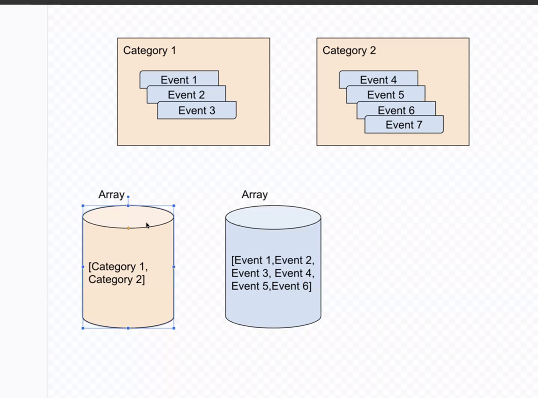 Category 1
Event 1
Event 2
Event 3
Category 2
Event 4
Event 5
Event 6
Event 7
Array
[Category 1,
Category 2]
Array
[Event 1,Event 2,
Event 3, Event 4,
Event 5,Event 6]